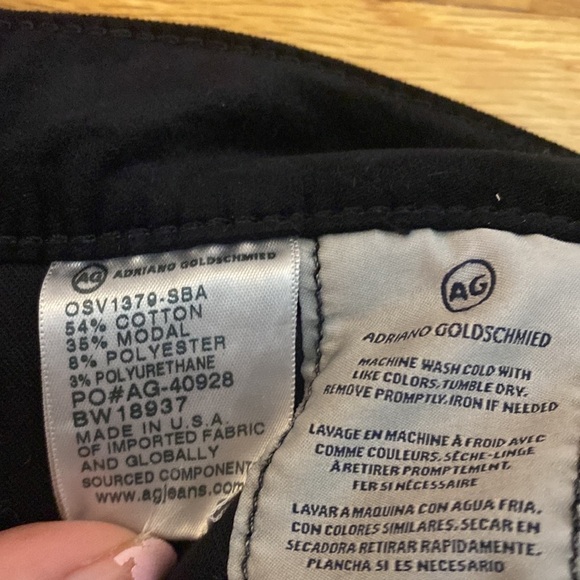 AG ADRIANO GOLDSCHMIED
OSV1379-SBA
54% COTTON
35% MODAL
8% POLYESTER
3% POLYURETHANE
PO#AG-40928
BW18937
MADE IN U.S.A.
OF IMPORTED FABRIC
AND GLOBALLY
SOURCED COMPONENT
www.agjeans.com
AG
ADRIANO GOLDSCHMIED
MACHINE WASH COLD WITH
LIKE COLORS. TUMBLE DRY.
REMOVE PROMPTLY. IRON IF NEEDED
LAVAGE EN MACHINE À FROID AVEC
COMME COULEURS. SÈCHE-LINGE
À RETIRER PROMPTEMENT.
FER SI NÉCESSAIRE
LAVAR A MAQUINA CON AGUA FRIA.
CON COLORES SIMILARES. SECAR EN
SECADORA RETIRAR RAPIDAMENTE.
PLANCHA SI ES NECESARIO